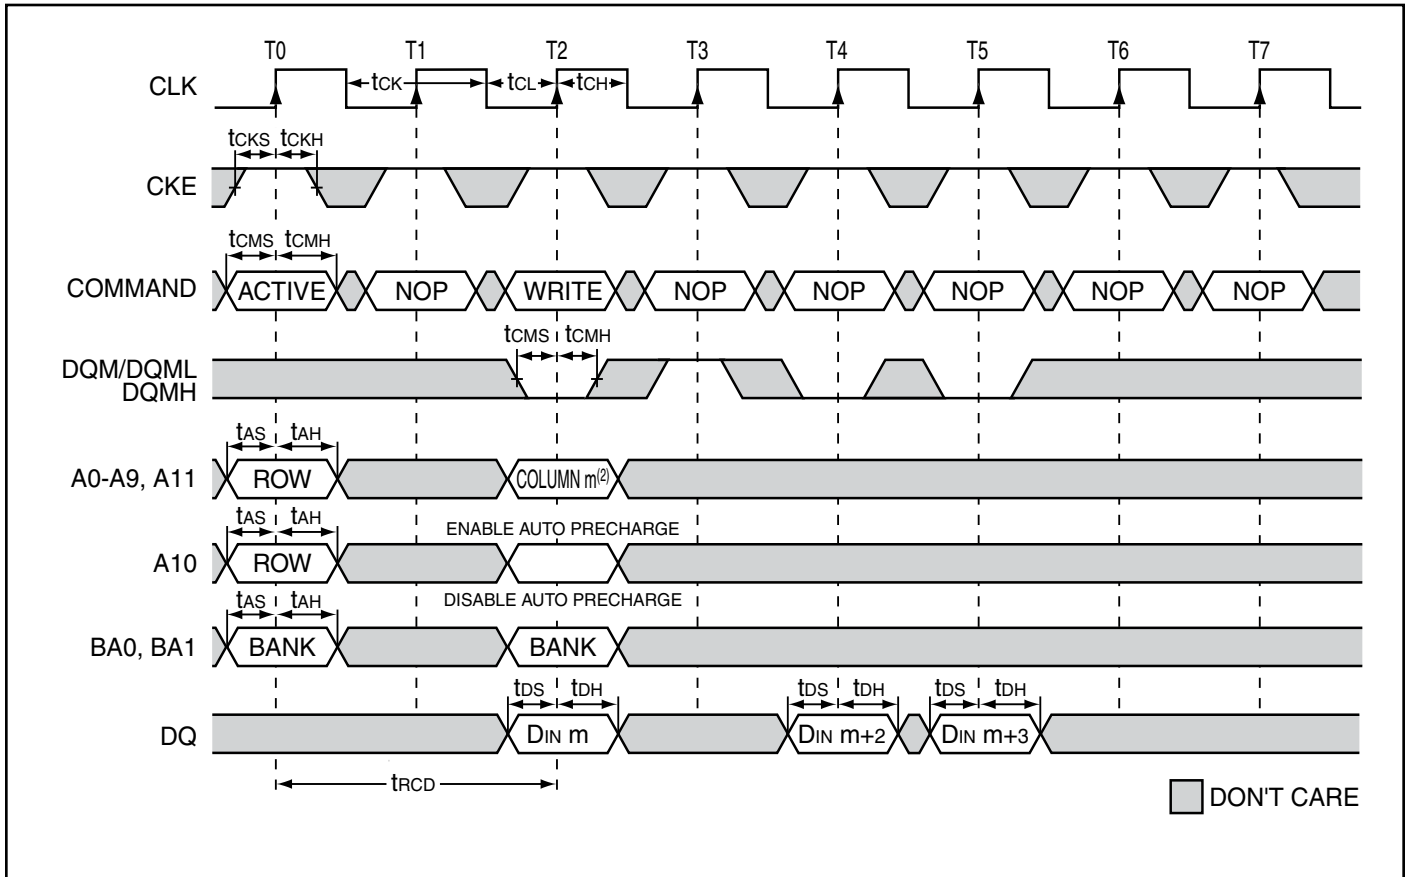 T0 T1 T2 T3 T4 T5 T6 T7
CLK
tCK tCL tCH
tCKS tCKH
CKE
tCMS tCMH
COMMAND ACTIVE NOP WRITE NOP NOP NOP NOP NOP
tCMS tCMH
DQM/DQML
DQMH
tAS tAH
A0-A9, A11 ROW COLUMN m(2)
tAS tAH ENABLE AUTO PRECHARGE
A10 ROW
tAS tAH DISABLE AUTO PRECHARGE
BA0, BA1 BANK BANK
tDS tDH tDS tDH tDS tDH
DQ DIN m DIN m+2 DIN m+3
tRCD
DON'T CARE